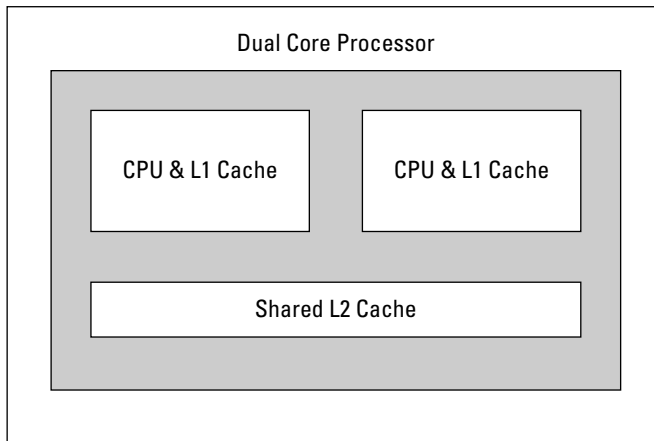 Dual Core Processor
CPU & L1 Cache
CPU & L1 Cache
Shared L2 Cache